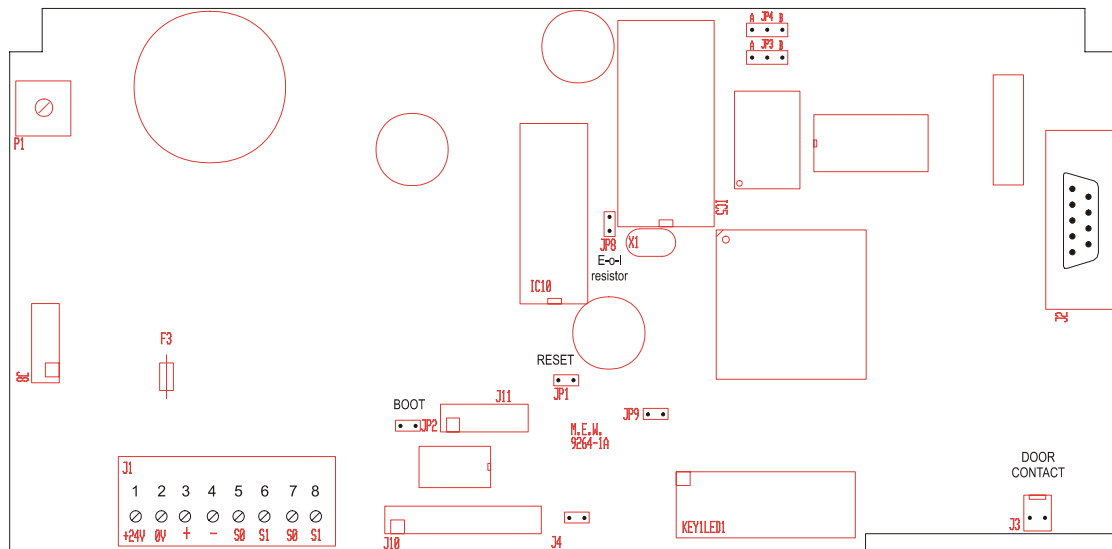 A JP4 B
A JP3 B
P1
IC5
JP8
X1
E-o-l
resistor
IC10
J2
F3
J8
RESET
JP1
BOOT
JP2
J11
JP9
M.E.W.
9264-1A
J1
1 2 3 4 5 6 7 8
+24V 0V + - S0 S1 S0 S1
J10
J4
KEY1LED1
DOOR
CONTACT
J3